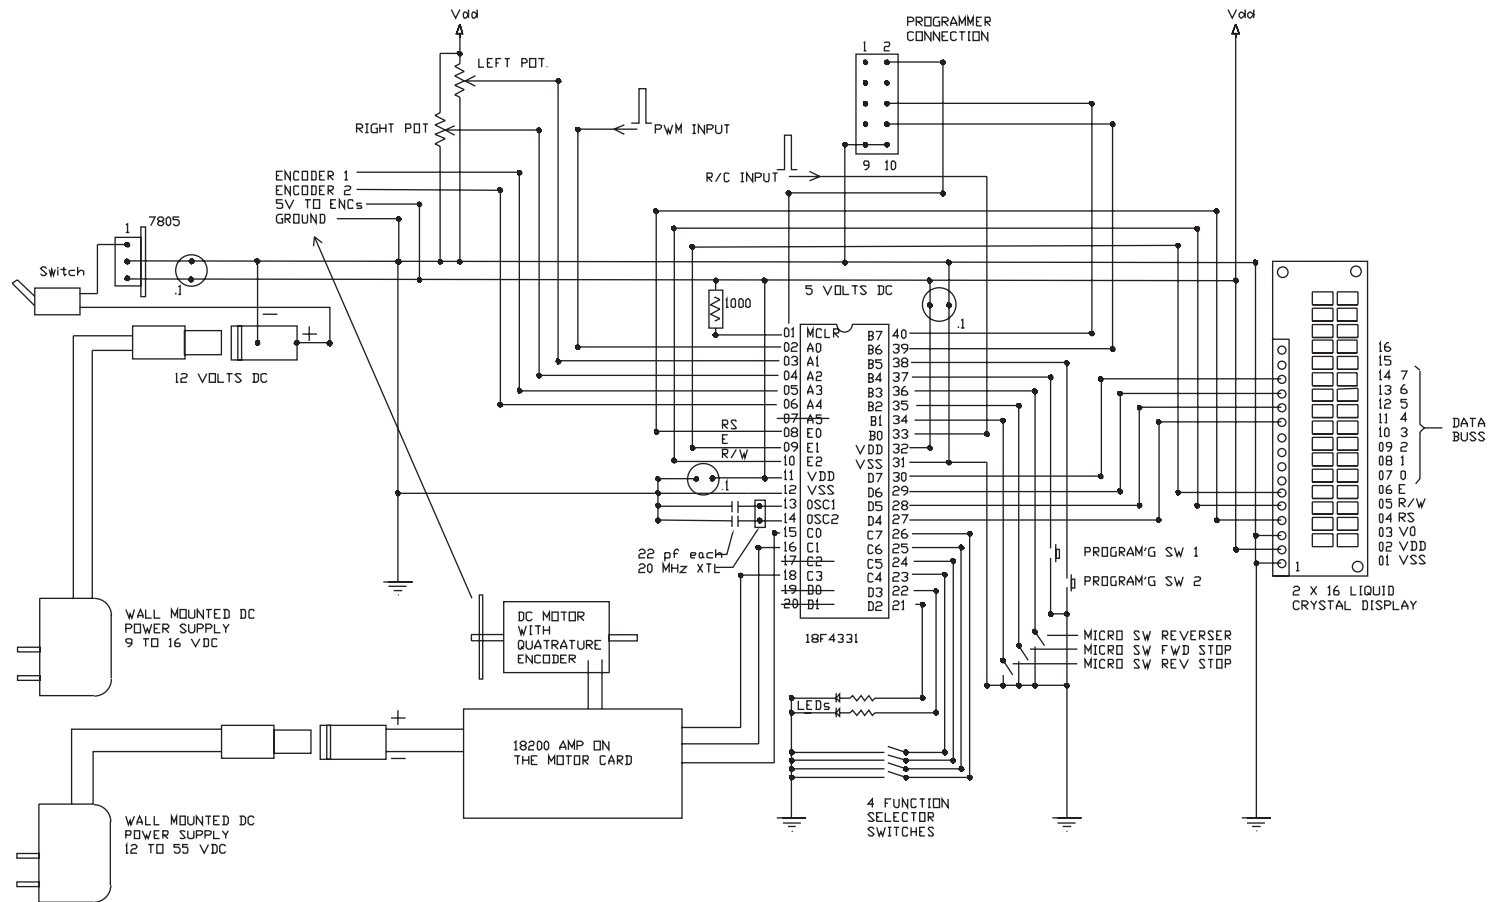 Vdd
LEFT POT.
RIGHT POT
PWM INPUT
PROGRAMMER
CONNECTION
1 2
9 10
R/C INPUT
Vdd
ENCODER 1
ENCODER 2
5V TO ENCs
GROUND
7805
1
Switch
.1
12 VOLTS DC
− +
1000
5 VOLTS DC
.1
RS
E
R/W
.1
22 pf each
20 MHz XTL
01 MCLR
02 A0
03 A1
04 A2
05 A3
06 A4
07 A5
08 E0
09 E1
10 E2
11 VDD
12 VSS
13 OSC1
14 OSC2
15 C0
16 C1
17 C2
18 C3
19 D0
20 D1
B7 40
B6 39
B5 38
B4 37
B3 36
B2 35
B1 34
B0 33
VDD 32
VSS 31
D7 30
D6 29
D5 28
D4 27
C7 26
C6 25
C5 24
C4 23
D3 22
D2 21
18F4331
16
15
14 7
13 6
12 5
11 4
10 3
09 2
08 1
07 0
06 E
05 R/W
04 RS
03 V0
02 VDD
01 VSS
DATA
BUSS
1
2 X 16 LIQUID
CRYSTAL DISPLAY
PROGRAM'G SW 1
PROGRAM'G SW 2
MICRO SW REVERSER
MICRO SW FWD STOP
MICRO SW REV STOP
LEDs
4 FUNCTION
SELECTOR
SWITCHES
WALL MOUNTED DC
POWER SUPPLY
9 TO 16 VDC
DC MOTOR
WITH
QUATRATURE
ENCODER
18200 AMP ON
THE MOTOR CARD
+
−
WALL MOUNTED DC
POWER SUPPLY
12 TO 55 VDC